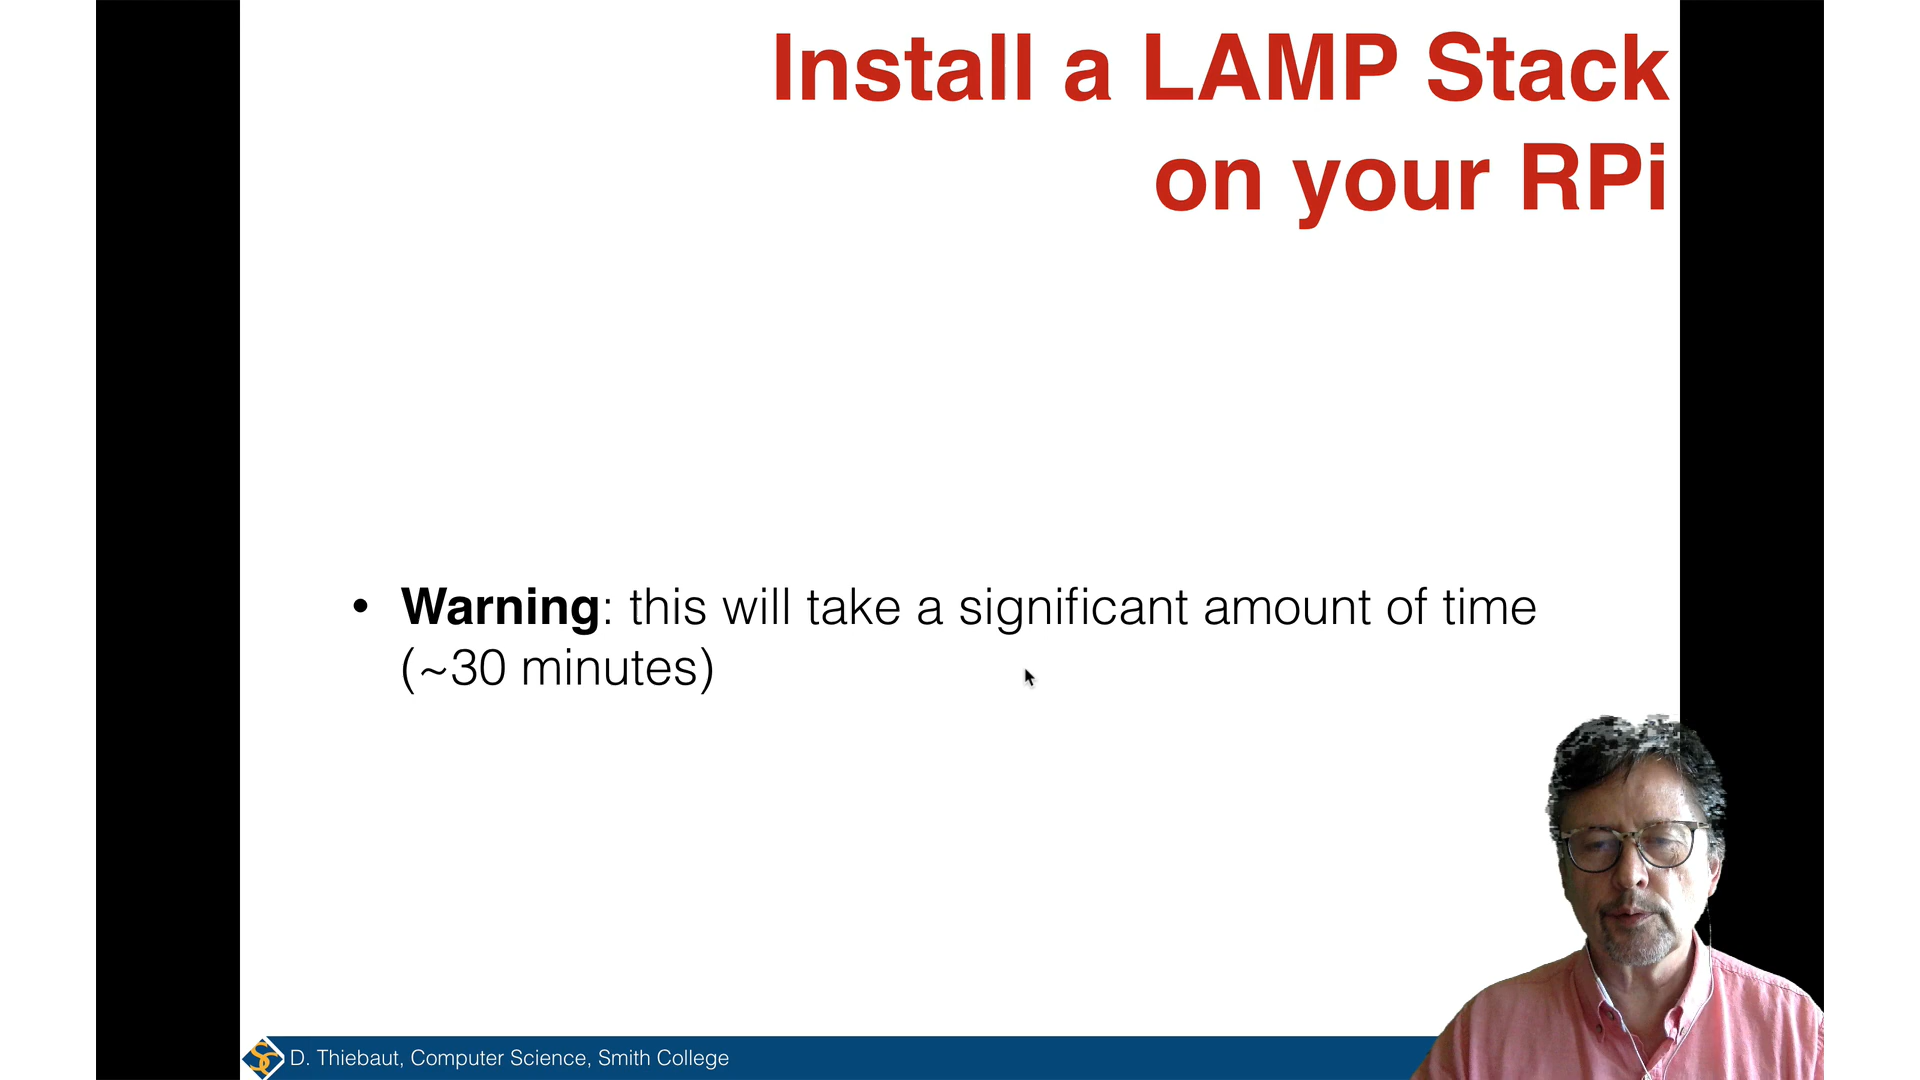 Install a LAMP Stack
on your RPi
• Warning: this will take a significant amount of time
(~30 minutes)
D. Thiebaut, Computer Science, Smith College